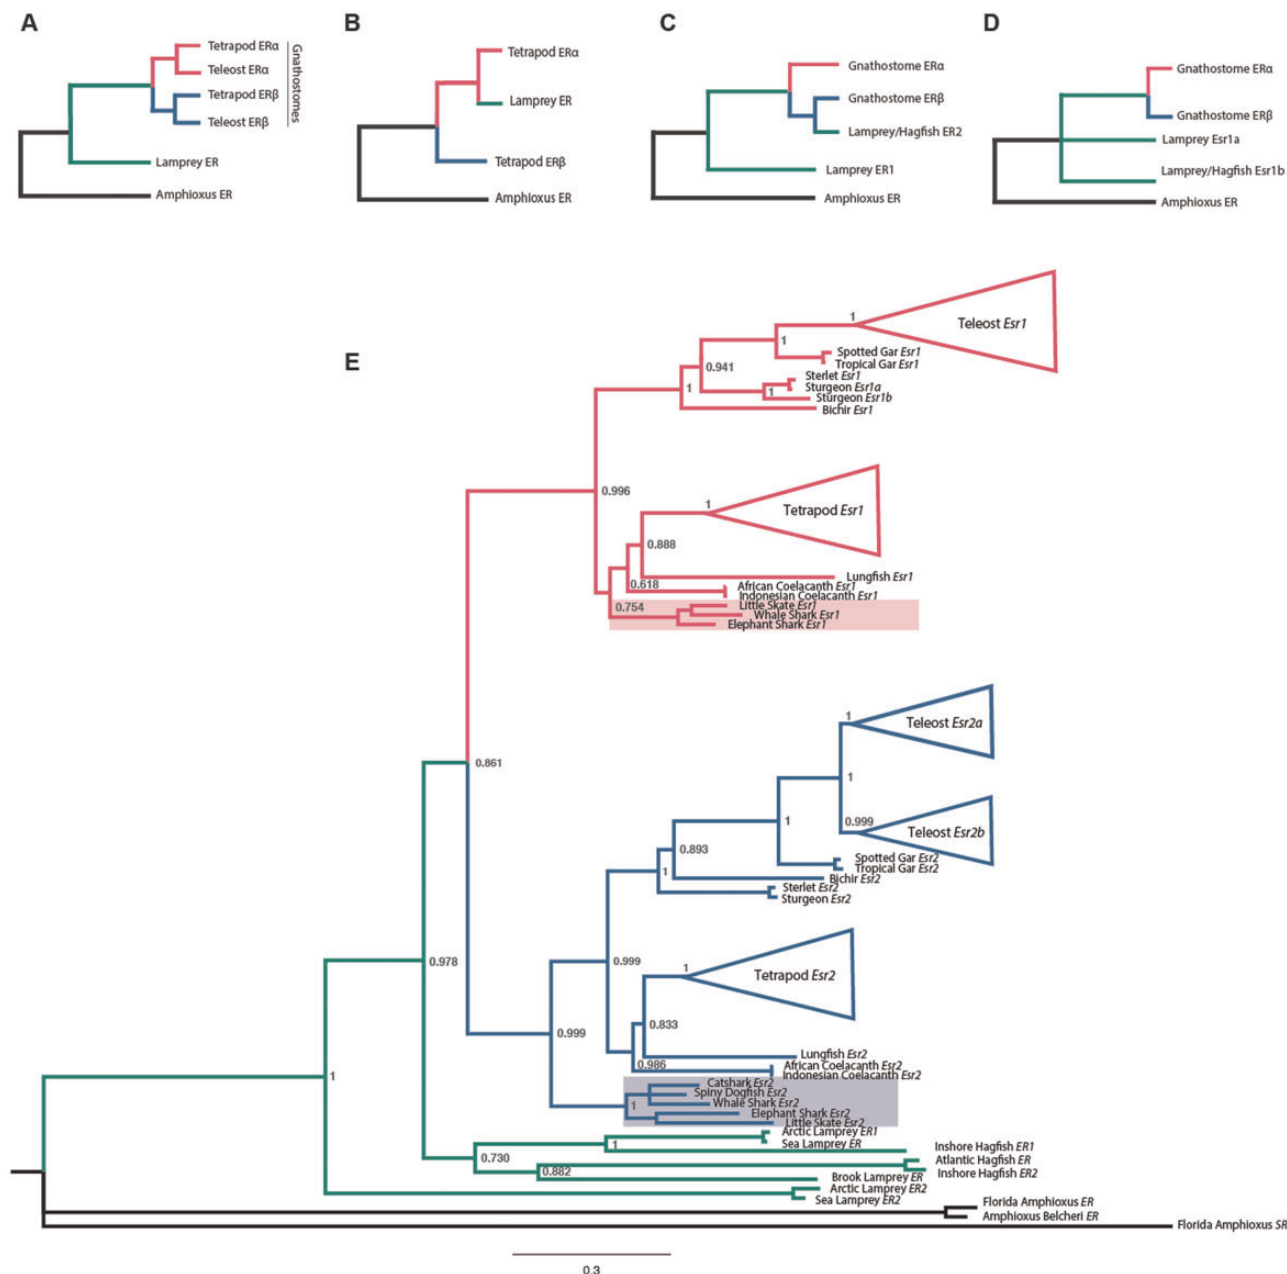 A
Tetrapod ERα
Teleost ERα
Tetrapod ERβ
Teleost ERβ
Gnathostomes
Lamprey ER
Amphioxus ER
B
Tetrapod ERα
Lamprey ER
Tetrapod ERβ
Amphioxus ER
C
Gnathostome ERα
Gnathostome ERβ
Lamprey/Hagfish ER2
Lamprey ER1
Amphioxus ER
D
Gnathostome ERα
Gnathostome ERβ
Lamprey Esr1a
Lamprey/Hagfish Esr1b
Amphioxus ER
E
1
Teleost Esr1
1
Spotted Gar Esr1
Tropical Gar Esr1
0.941
Sterlet Esr1
1
Sturgeon Esr1a
1
Sturgeon Esr1b
Bichir Esr1
0.996
1
Tetrapod Esr1
0.888
Lungfish Esr1
0.618
African Coelacanth Esr1
Indonesian Coelacanth Esr1
0.754
Little Skate Esr1
Whale Shark Esr1
Elephant Shark Esr1
0.861
1
Teleost Esr2a
1
0.999
Teleost Esr2b
1
0.893
Spotted Gar Esr2
Tropical Gar Esr2
1
Bichir Esr2
Sterlet Esr2
Sturgeon Esr2
0.978
0.999
1
Tetrapod Esr2
0.999
0.833
Lungfish Esr2
0.986
African Coelacanth Esr2
Indonesian Coelacanth Esr2
1
Catshark Esr2
Spiny Dogfish Esr2
1
Whale Shark Esr2
Elephant Shark Esr2
Little Skate Esr2
Arctic Lamprey ER1
1
Sea Lamprey ER
Inshore Hagfish ER1
0.730
Atlantic Hagfish ER
0.882
Inshore Hagfish ER2
Brook Lamprey ER
Arctic Lamprey ER2
Sea Lamprey ER2
Florida Amphioxus ER
Amphioxus Belcheri ER
Florida Amphioxus SR
0.3